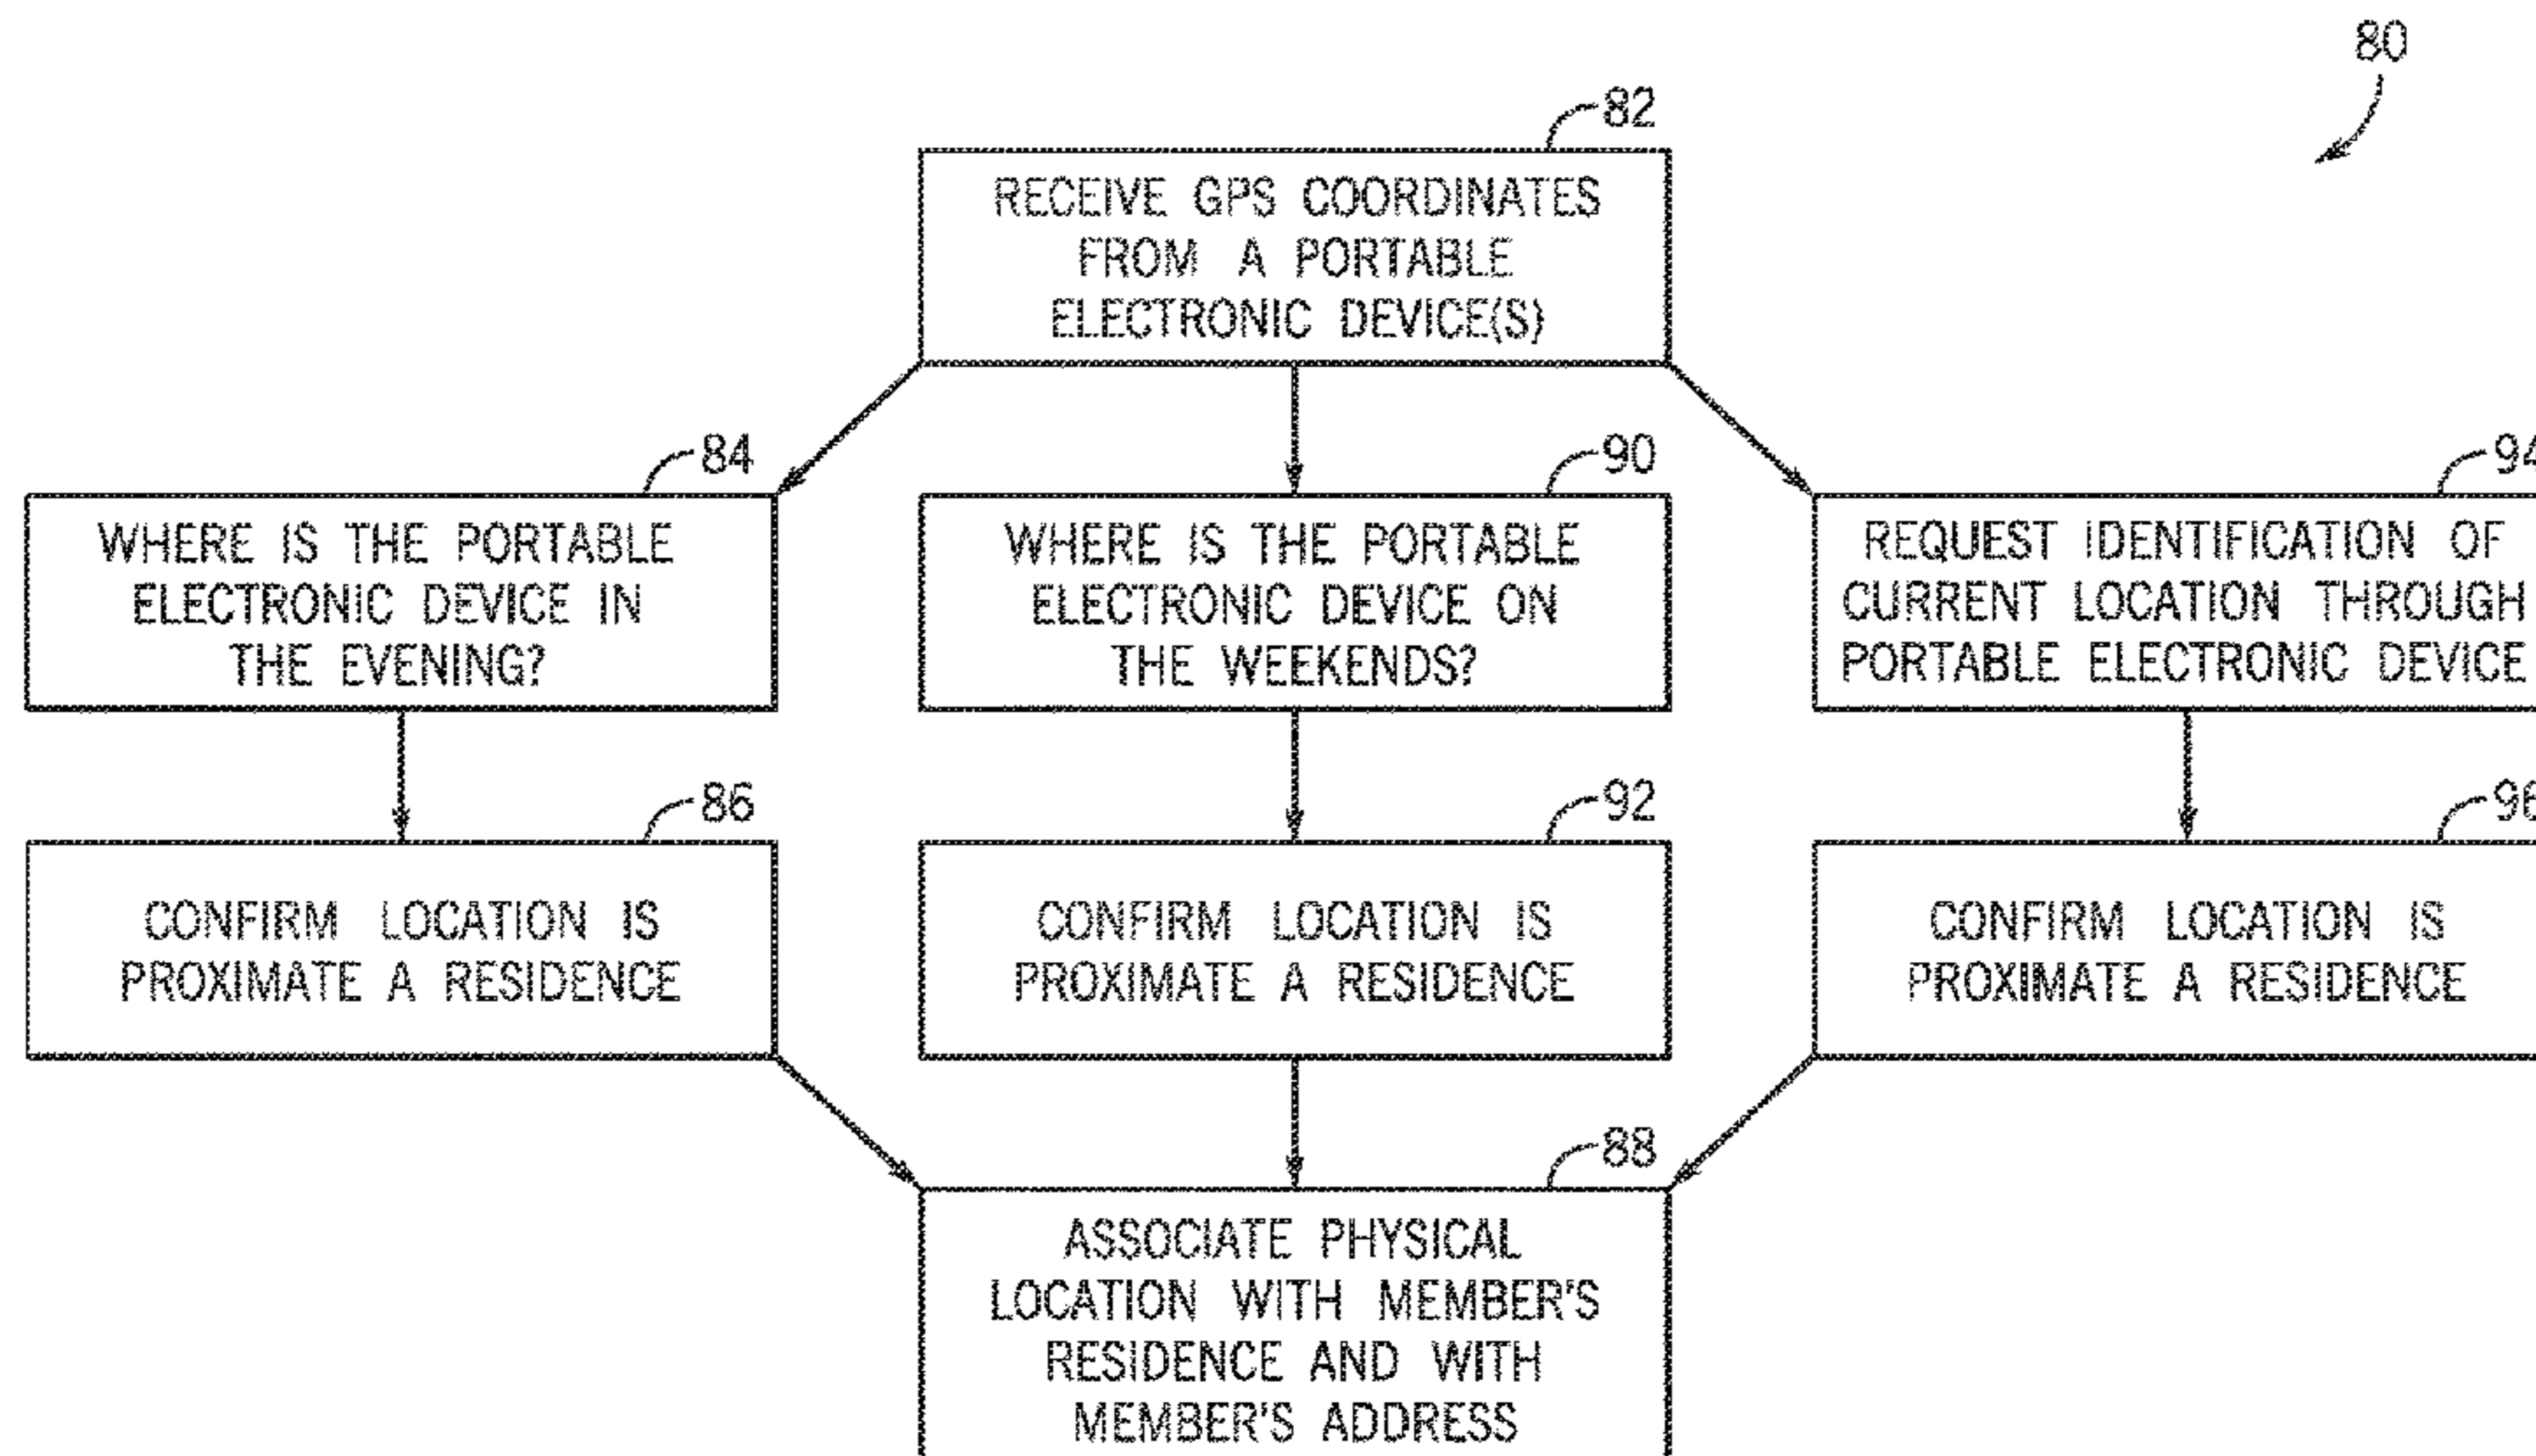 80
82
RECEIVE GPS COORDINATES
FROM A PORTABLE
ELECTRONIC DEVICE(S)
84
WHERE IS THE PORTABLE
ELECTRONIC DEVICE IN
THE EVENING?
90
WHERE IS THE PORTABLE
ELECTRONIC DEVICE ON
THE WEEKENDS?
94
REQUEST IDENTIFICATION OF
CURRENT LOCATION THROUGH
PORTABLE ELECTRONIC DEVICE
86
CONFIRM LOCATION IS
PROXIMATE A RESIDENCE
92
CONFIRM LOCATION IS
PROXIMATE A RESIDENCE
96
CONFIRM LOCATION IS
PROXIMATE A RESIDENCE
88
ASSOCIATE PHYSICAL
LOCATION WITH MEMBER'S
RESIDENCE AND WITH
MEMBER'S ADDRESS